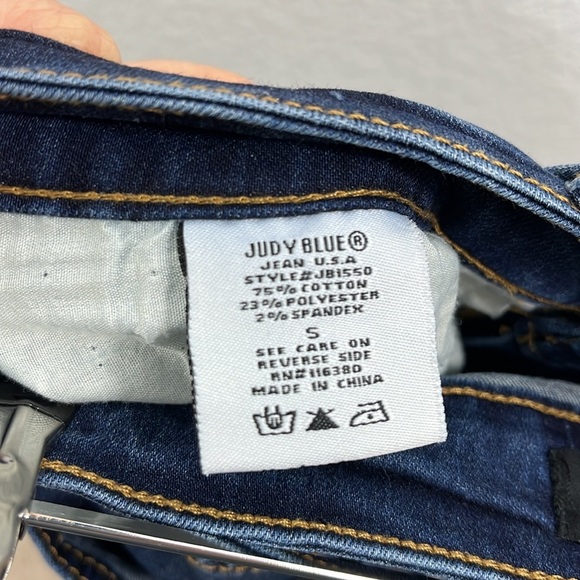 JUDY BLUE®
JEAN U.S.A
STYLE#JB1550
75% COTTON
23% POLYESTER
2% SPANDEX
S
SEE CARE ON
REVERSE SIDE
RN#116380
MADE IN CHINA